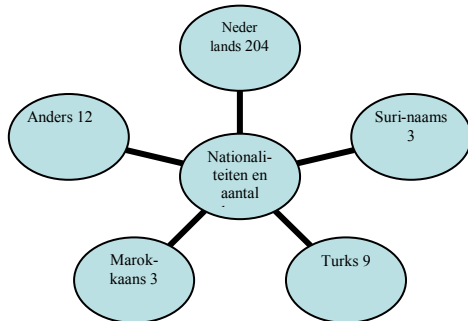 Neder
lands 204
Anders 12
Suri-naams
3
Nationali-
teiten en
aantal
Marok-
kaans 3
Turks 9